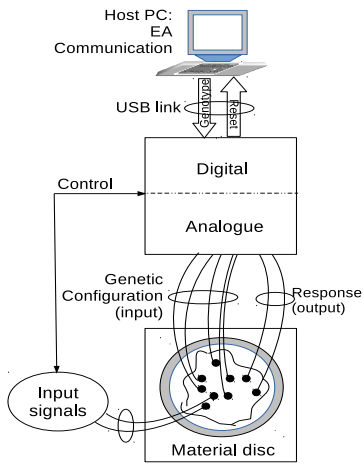 Host PC:
EA
Communication
USB link
Genotype
Reset
Digital
Control
Analogue
Genetic
Configuration
(input)
Response
(output)
Input
signals
Material disc